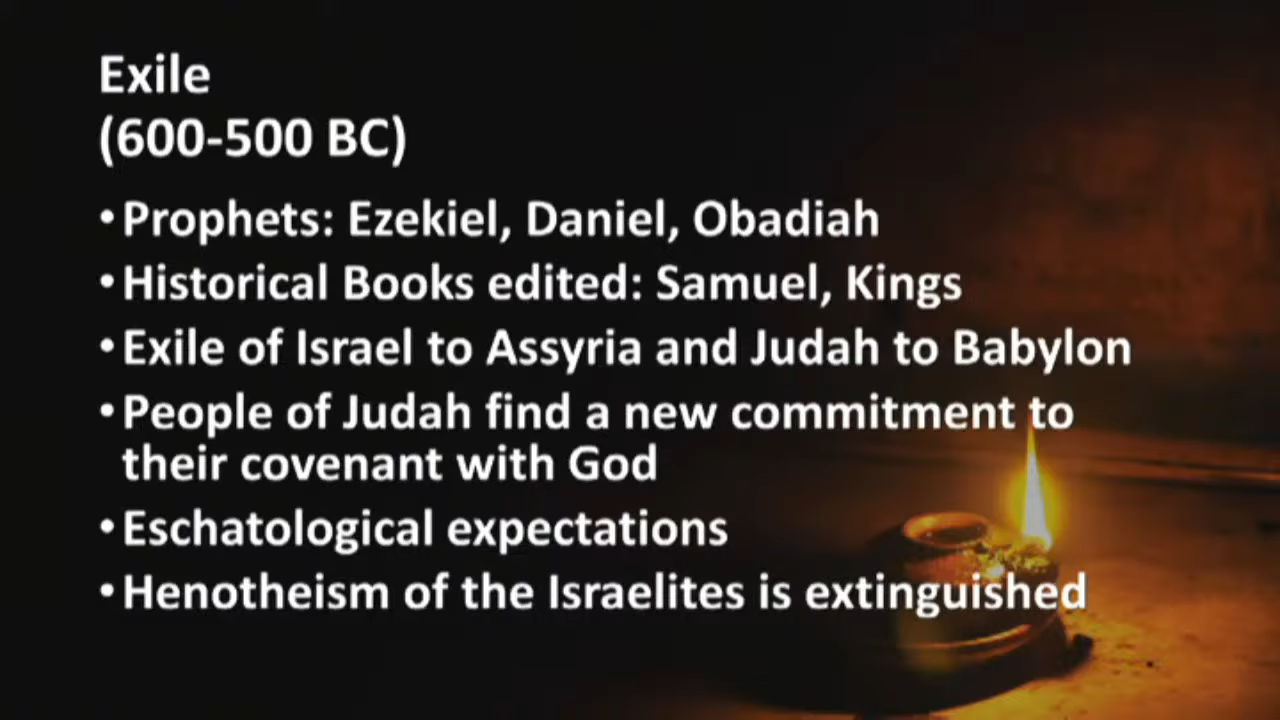 Exile
(600-500 BC)
•Prophets: Ezekiel, Daniel, Obadiah
•Historical Books edited: Samuel, Kings
•Exile of Israel to Assyria and Judah to Babylon
•People of Judah find a new commitment to
their covenant with God
•Eschatological expectations
•Henotheism of the Israelites is extinguished